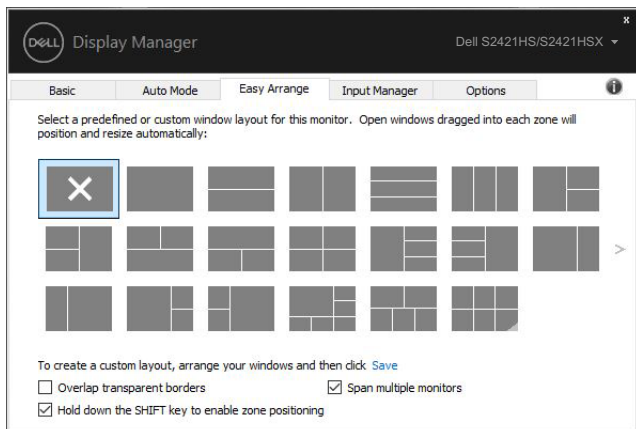 x
DELL Display Manager Dell S2421HS/S2421HSX
Basic Auto Mode Easy Arrange Input Manager Options i
Select a predefined or custom window layout for this monitor. Open windows dragged into each zone will
position and resize automatically:
>
To create a custom layout, arrange your windows and then click Save
Overlap transparent borders Span multiple monitors
Hold down the SHIFT key to enable zone positioning